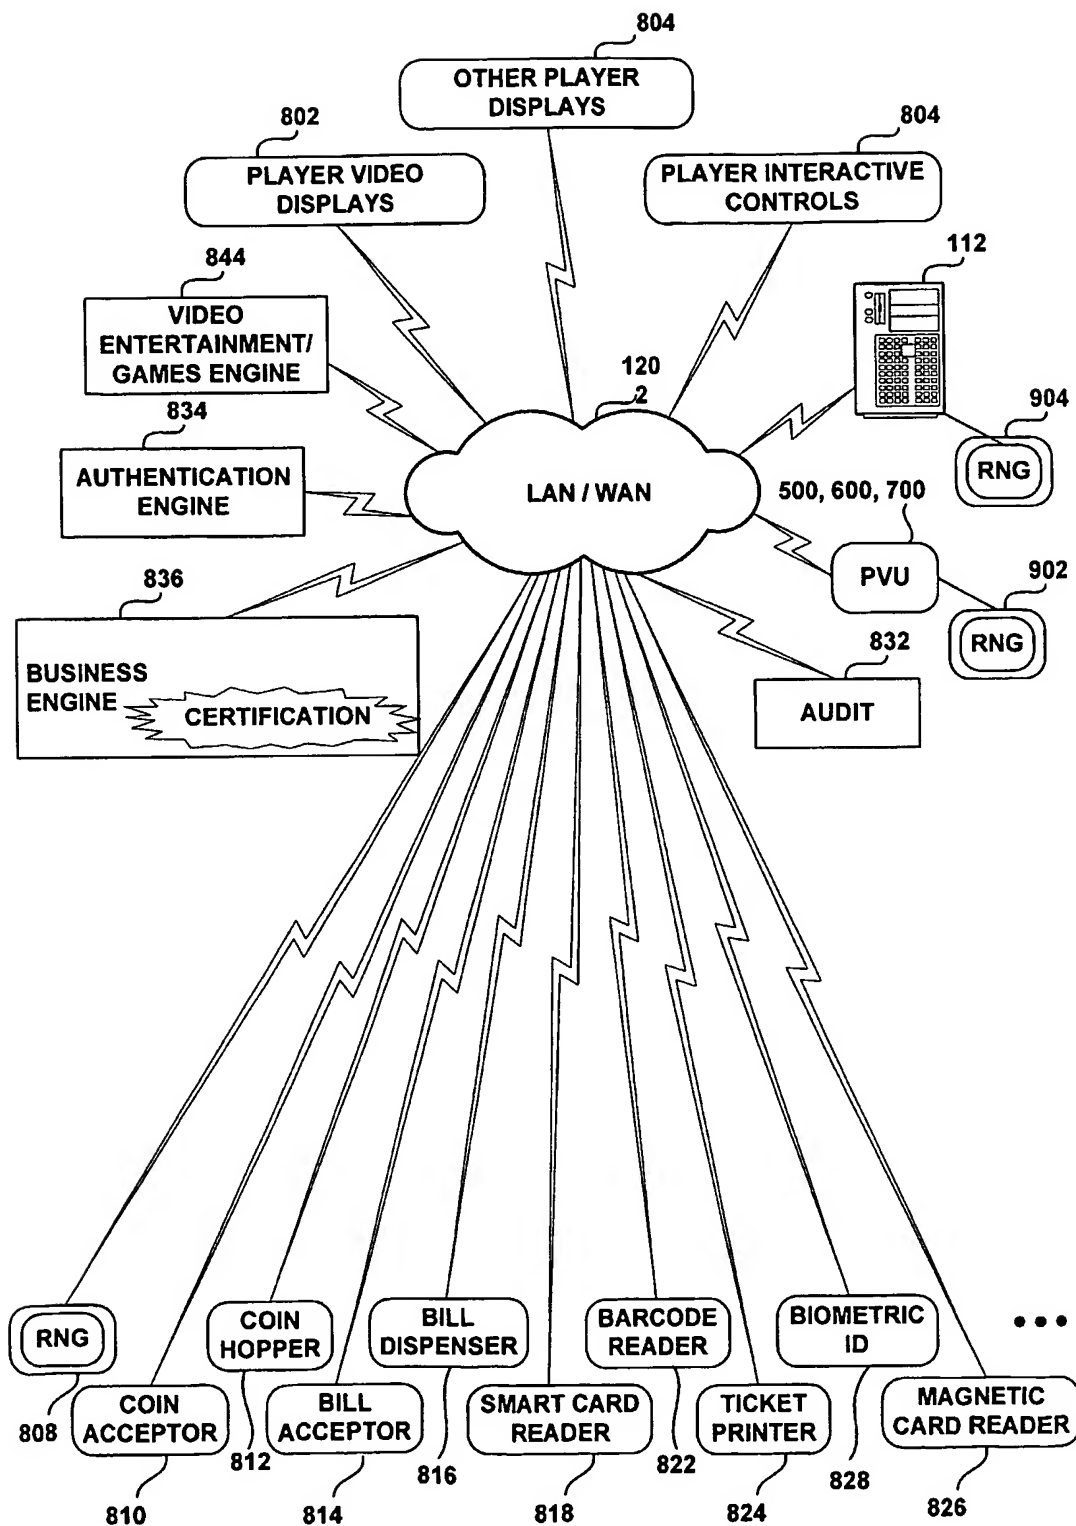 804
OTHER PLAYER
DISPLAYS
802
PLAYER VIDEO
DISPLAYS
804
PLAYER INTERACTIVE
CONTROLS
844
VIDEO
ENTERTAINMENT/
GAMES ENGINE
112
120
2
904
RNG
834
AUTHENTICATION
ENGINE
LAN / WAN
500, 600, 700
PVU
902
RNG
836
BUSINESS
ENGINE
CERTIFICATION
832
AUDIT
RNG
808
COIN
ACCEPTOR
810
COIN
HOPPER
812
BILL
ACCEPTOR
814
BILL
DISPENSER
816
SMART CARD
READER
818
BARCODE
READER
822
TICKET
PRINTER
824
BIOMETRIC
ID
828
MAGNETIC
CARD READER
826
•••